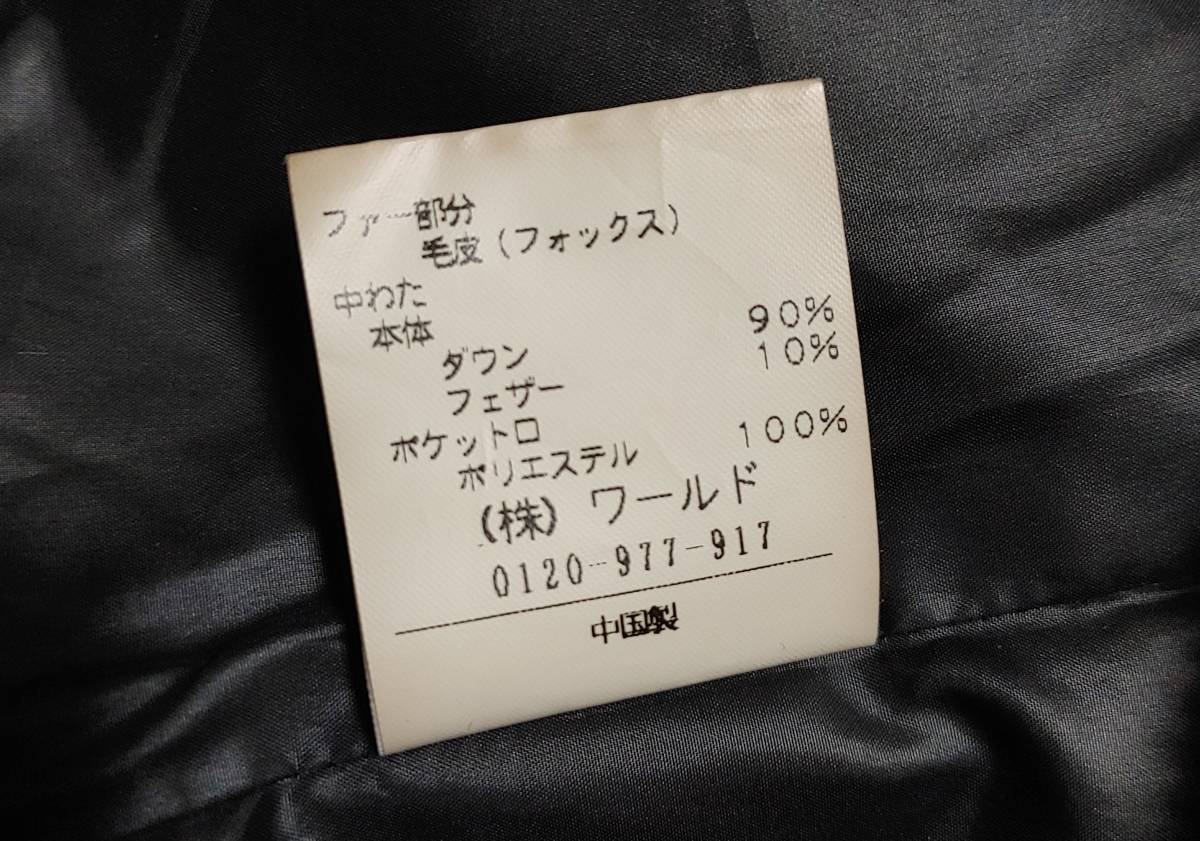 ファー部分
毛皮（フォックス）
中わた
本体
ダウン 90%
フェザー 10%
ポケット口
ポリエステル 100%
（株）ワールド
0120-977-917
中国製